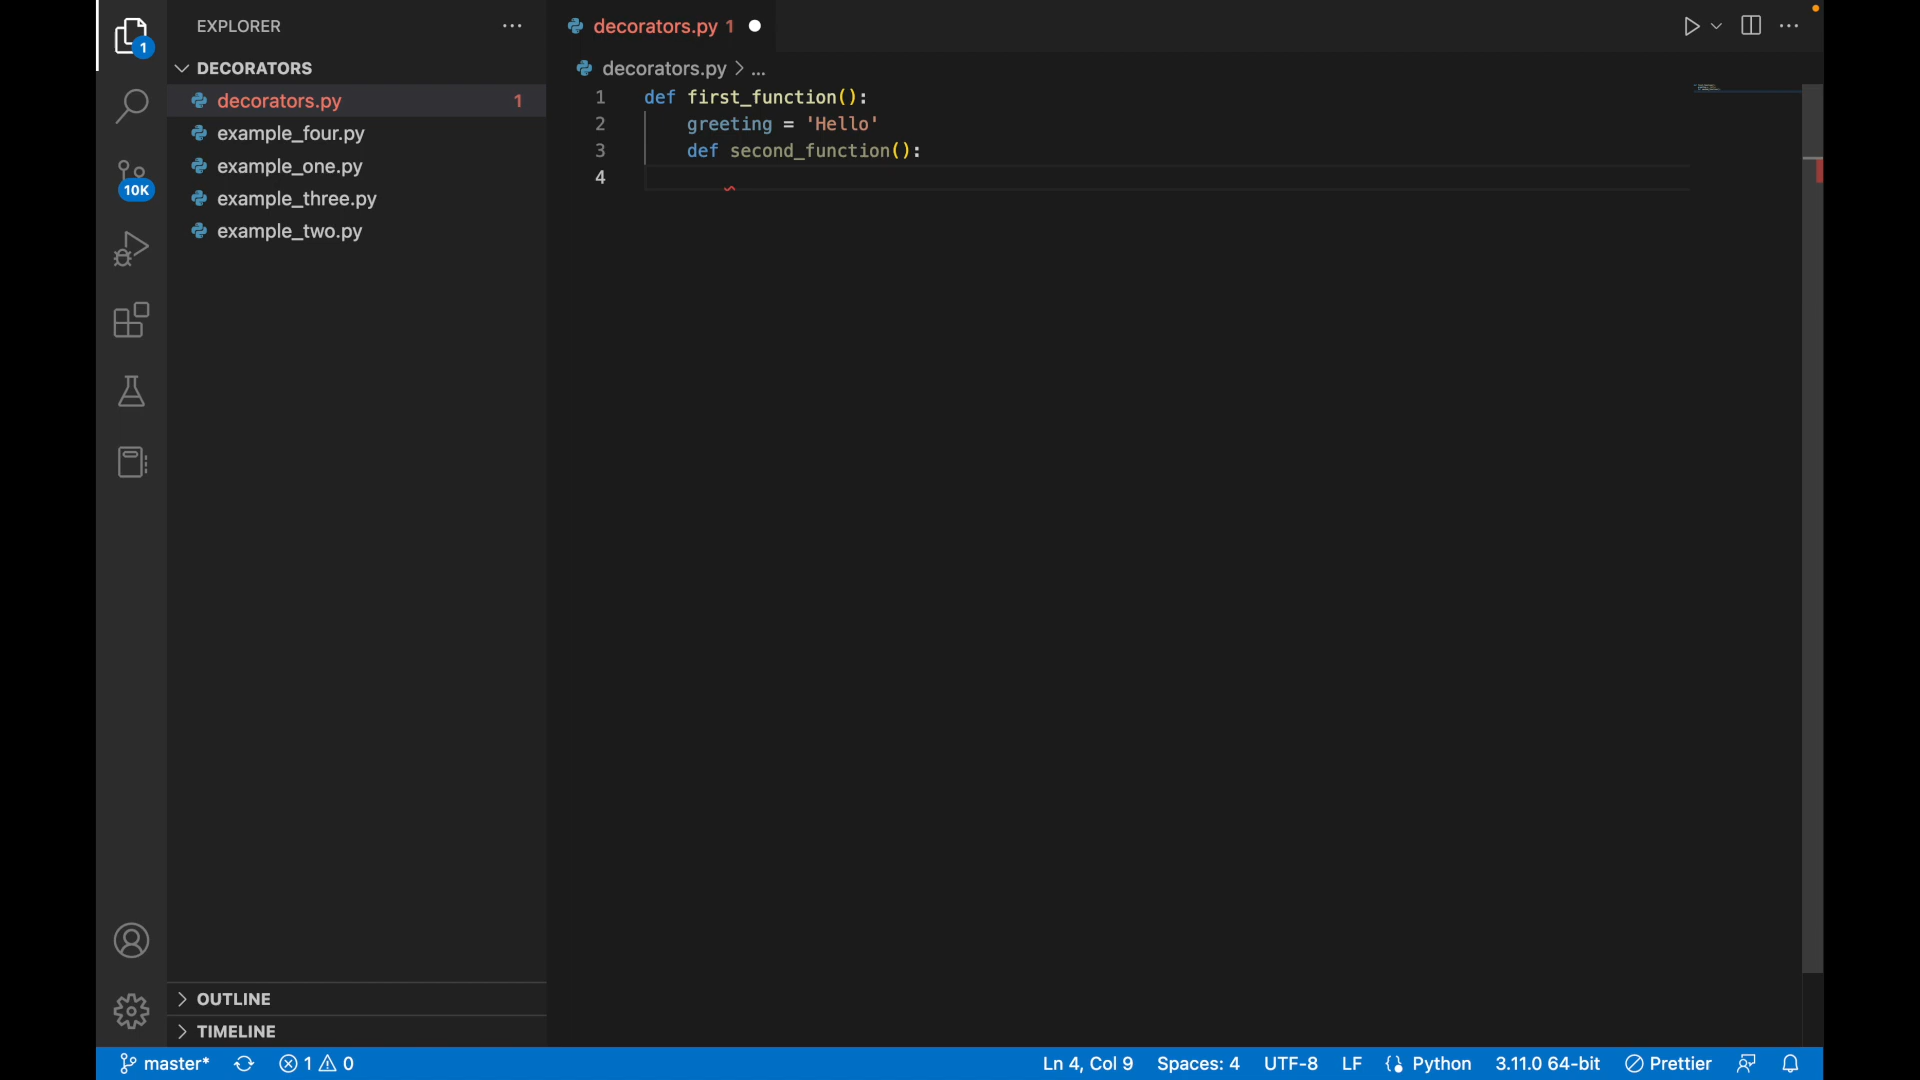 EXPLORER
DECORATORS
decorators.py 1
example_four.py
example_one.py
example_three.py
example_two.py
OUTLINE
TIMELINE
1
10K
decorators.py 1
decorators.py > ...
1 def first_function():
2 greeting = 'Hello'
3 def second_function():
4
master*
1
0
Ln 4, Col 9
Spaces: 4
UTF-8
LF
Python
3.11.0 64-bit
Prettier